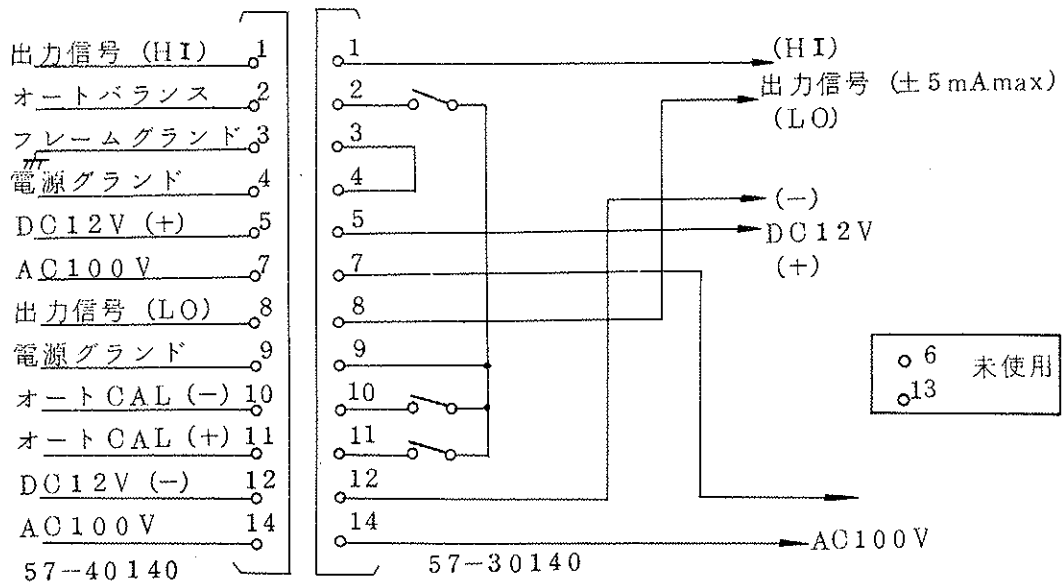 出力信号 (HI) 1
オートバランス 2
フレームグランド 3
電源グランド 4
DC12V (+) 5
AC100V 7
出力信号 (LO) 8
電源グランド 9
オートCAL (−) 10
オートCAL (+) 11
DC12V (−) 12
AC100V 14
57-40140
1
2
3
4
5
7
8
9
10
11
12
14
57-30140
(HI)
出力信号 (±5mAmax)
(LO)
(−)
DC12V
(+)
AC100V
6 未使用
13